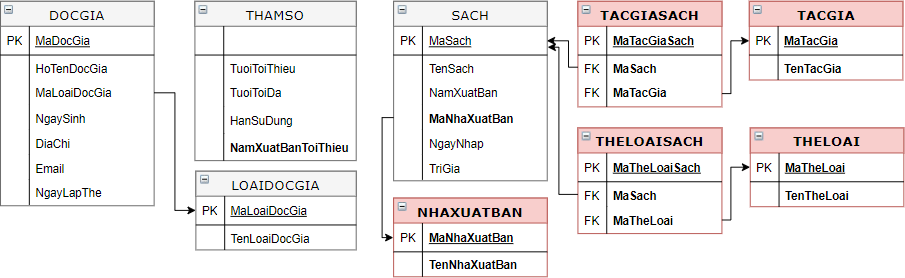 DOCGIA
PK MaDocGia
HoTenDocGia
MaLoaiDocGia
NgaySinh
DiaChi
Email
NgayLapThe
THAMSO
TuoiToiThieu
TuoiToiDa
HanSuDung
NamXuatBanToiThieu
LOAIDOCGIA
PK MaLoaiDocGia
TenLoaiDocGia
SACH
PK MaSach
TenSach
NamXuatBan
MaNhaXuatBan
NgayNhap
TriGia
NHAXUATBAN
PK MaNhaXuatBan
TenNhaXuatBan
TACGIASACH
PK MaTacGiaSach
FK MaSach
FK MaTacGia
THELOAISACH
PK MaTheLoaiSach
FK MaSach
FK MaTheLoai
TACGIA
PK MaTacGia
TenTacGia
THELOAI
PK MaTheLoai
TenTheLoai